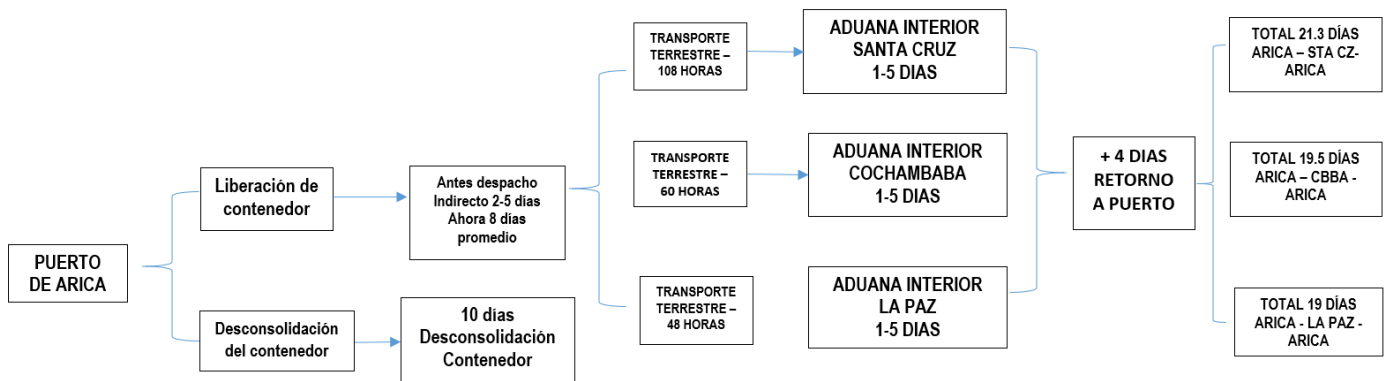 PUERTO
DE ARICA
Liberación de
contenedor
Desconsolidación
del contenedor
Antes despacho
Indirecto 2-5 días
Ahora 8 días
promedio
10 días
Desconsolidación
Contenedor
TRANSPORTE
TERRESTRE –
108 HORAS
TRANSPORTE
TERRESTRE –
60 HORAS
TRANSPORTE
TERRESTRE –
48 HORAS
ADUANA INTERIOR
SANTA CRUZ
1-5 DIAS
ADUANA INTERIOR
COCHAMBABA
1-5 DIAS
ADUANA INTERIOR
LA PAZ
1-5 DIAS
+ 4 DIAS
RETORNO
A PUERTO
TOTAL 21.3 DÍAS
ARICA – STA CZ-
ARICA
TOTAL 19.5 DÍAS
ARICA – CBBA -
ARICA
TOTAL 19 DÍAS
ARICA - LA PAZ -
ARICA